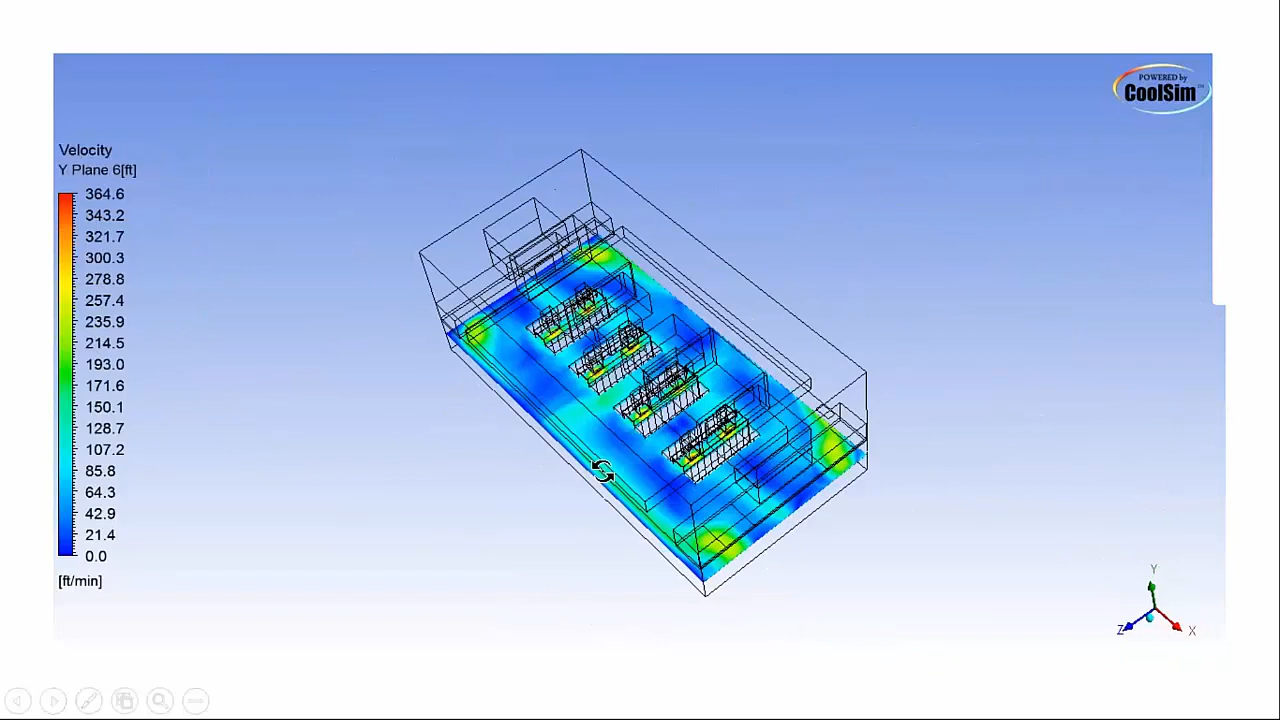 POWERED by
CoolSim™
Velocity
Y Plane 6[ft]
364.6
343.2
321.7
300.3
278.8
257.4
235.9
214.5
193.0
171.6
150.1
128.7
107.2
85.8
64.3
42.9
21.4
0.0
[ft/min]
Y
Z
X